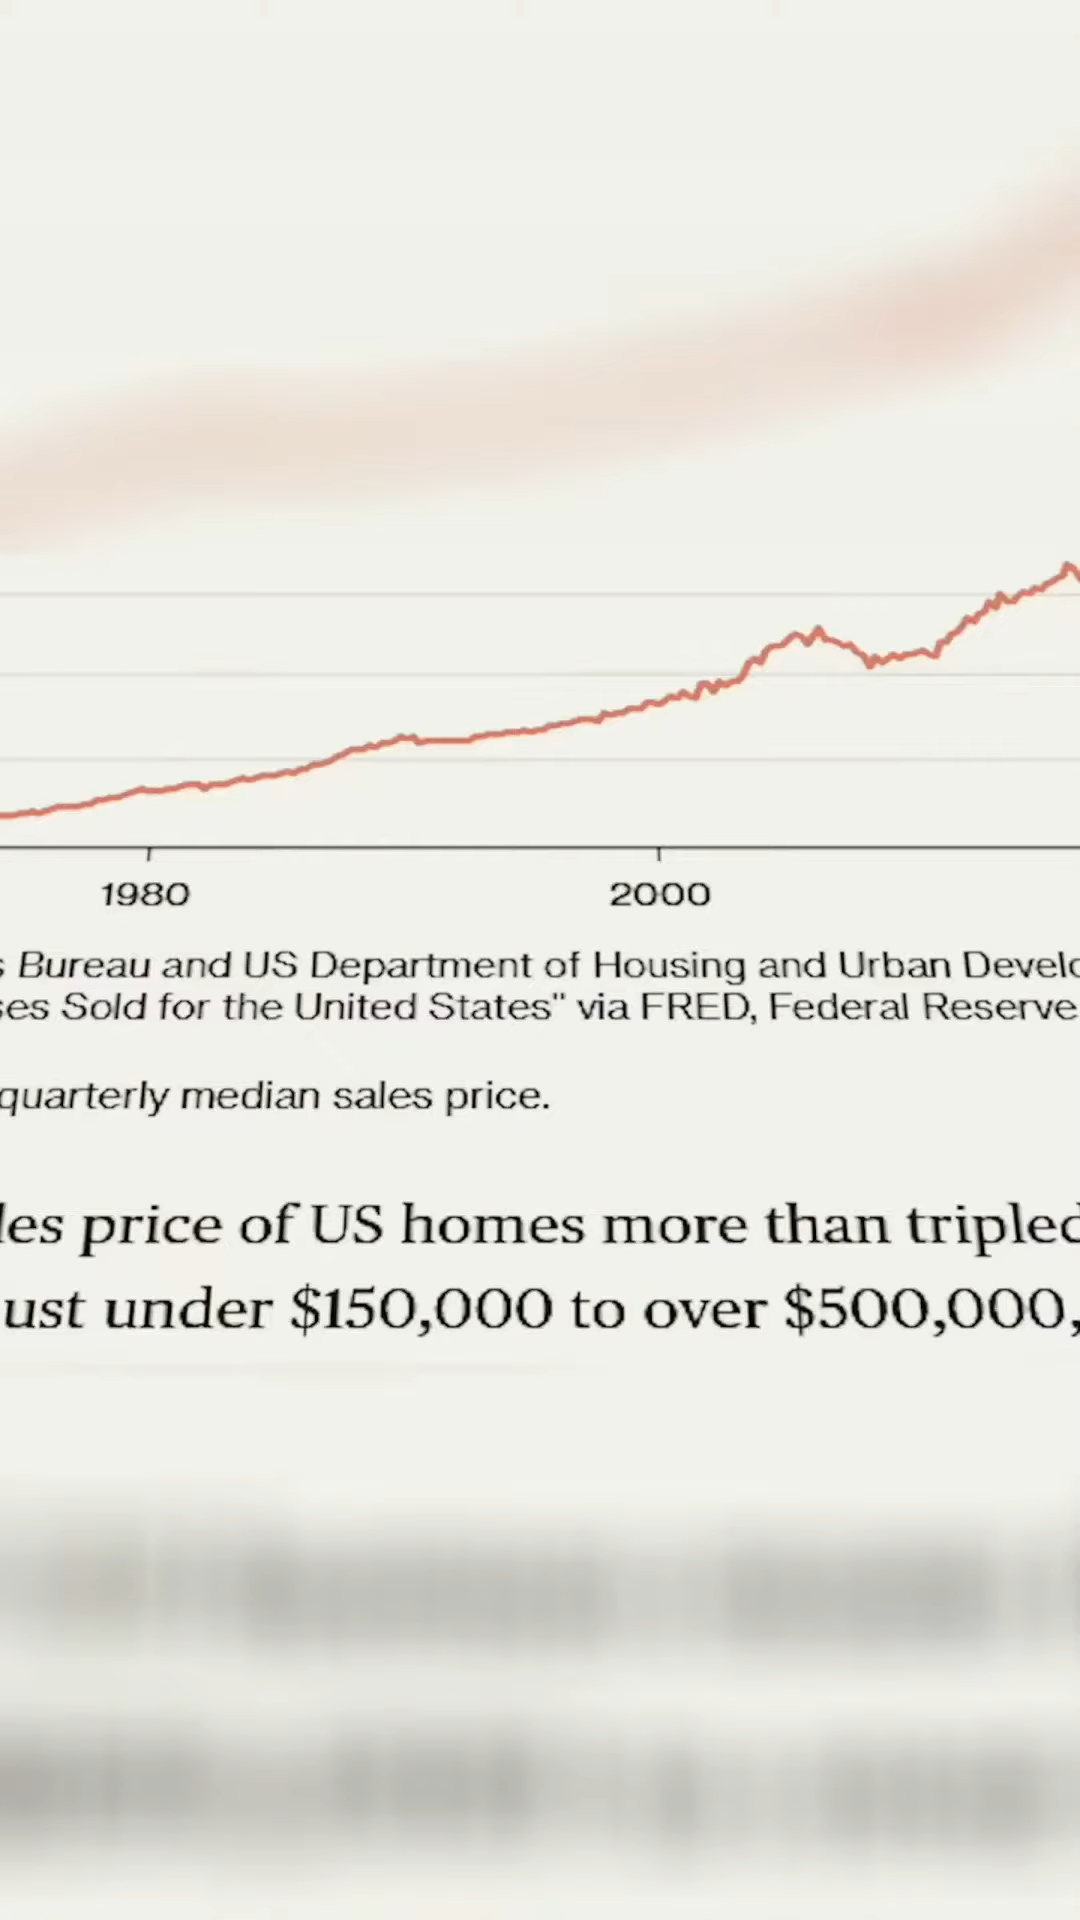 1980 2000
s Bureau and US Department of Housing and Urban Develo
ses Sold for the United States" via FRED, Federal Reserve
quarterly median sales price.
les price of US homes more than tripled
ust under $150,000 to over $500,000,